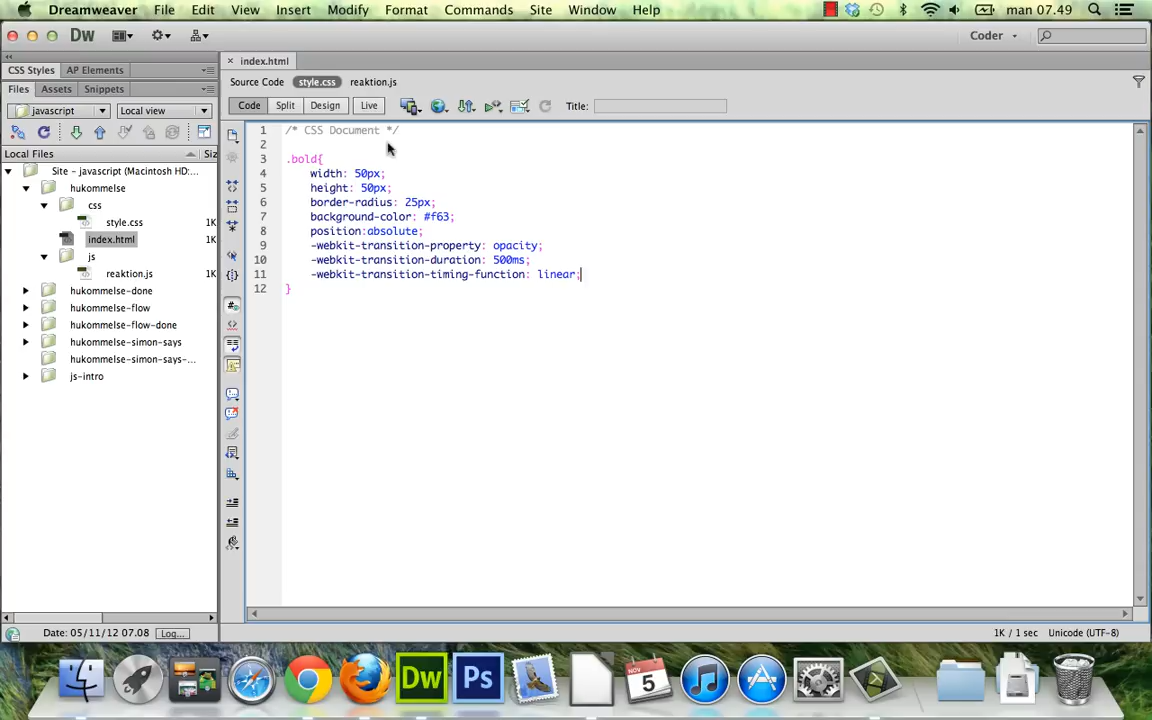 Dreamweaver File Edit View Insert Modify Format Commands Site Window Help man 07.49
Dw Coder
CSS Styles AP Elements
index.html
Files Assets Snippets
Source Code style.css reaktion.js
javascript Local view
Code Split Design Live Title:
Local Files Siz
1 /* CSS Document */
2
3 .bold{
4 width: 50px;
5 height: 50px;
6 border-radius: 25px;
7 background-color: #f63;
8 position:absolute;
9 -webkit-transition-property: opacity;
10 -webkit-transition-duration: 500ms;
11 -webkit-transition-timing-function: linear;
12 }
Site - javascript (Macintosh HD:...
hukommelse
css
style.css 1K
index.html 1K
js
reaktion.js 1K
hukommelse-done
hukommelse-flow
hukommelse-flow-done
hukommelse-simon-says
hukommelse-simon-says-...
js-intro
Date: 05/11/12 07.08 Log...
1K / 1 sec Unicode (UTF-8)
Dw Ps NOV 5